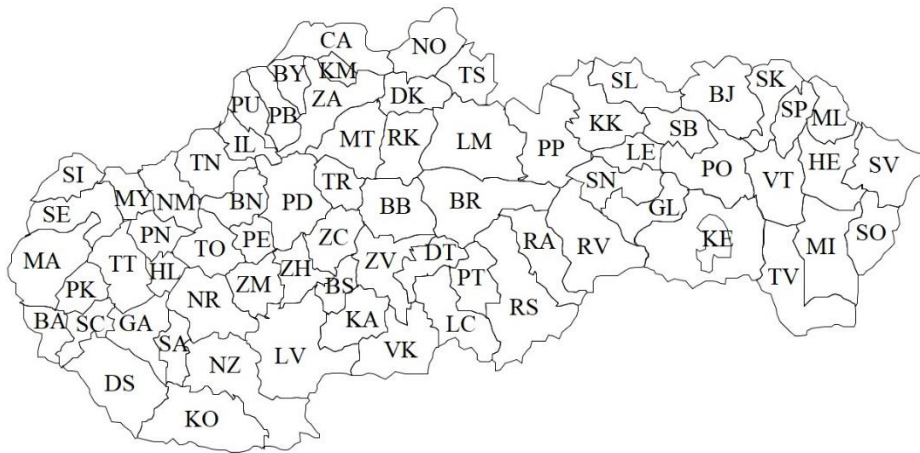 CA
NO
BY
KM
TS
SL
SK
PU
ZA
DK
BJ
SP
PB
ML
IL
MT
RK
LM
PP
KK
SB
LE
HE
TN
SI
SV
TR
SN
PO
VT
MY
NM
BN
PD
BB
BR
GL
SE
PN
TO
PE
ZC
RA
RV
KE
SO
MA
TT
HL
ZH
ZV
DT
MI
PK
NR
ZM
BS
PT
TV
RS
BA
SC
GA
KA
LC
SA
NZ
LV
VK
DS
KO